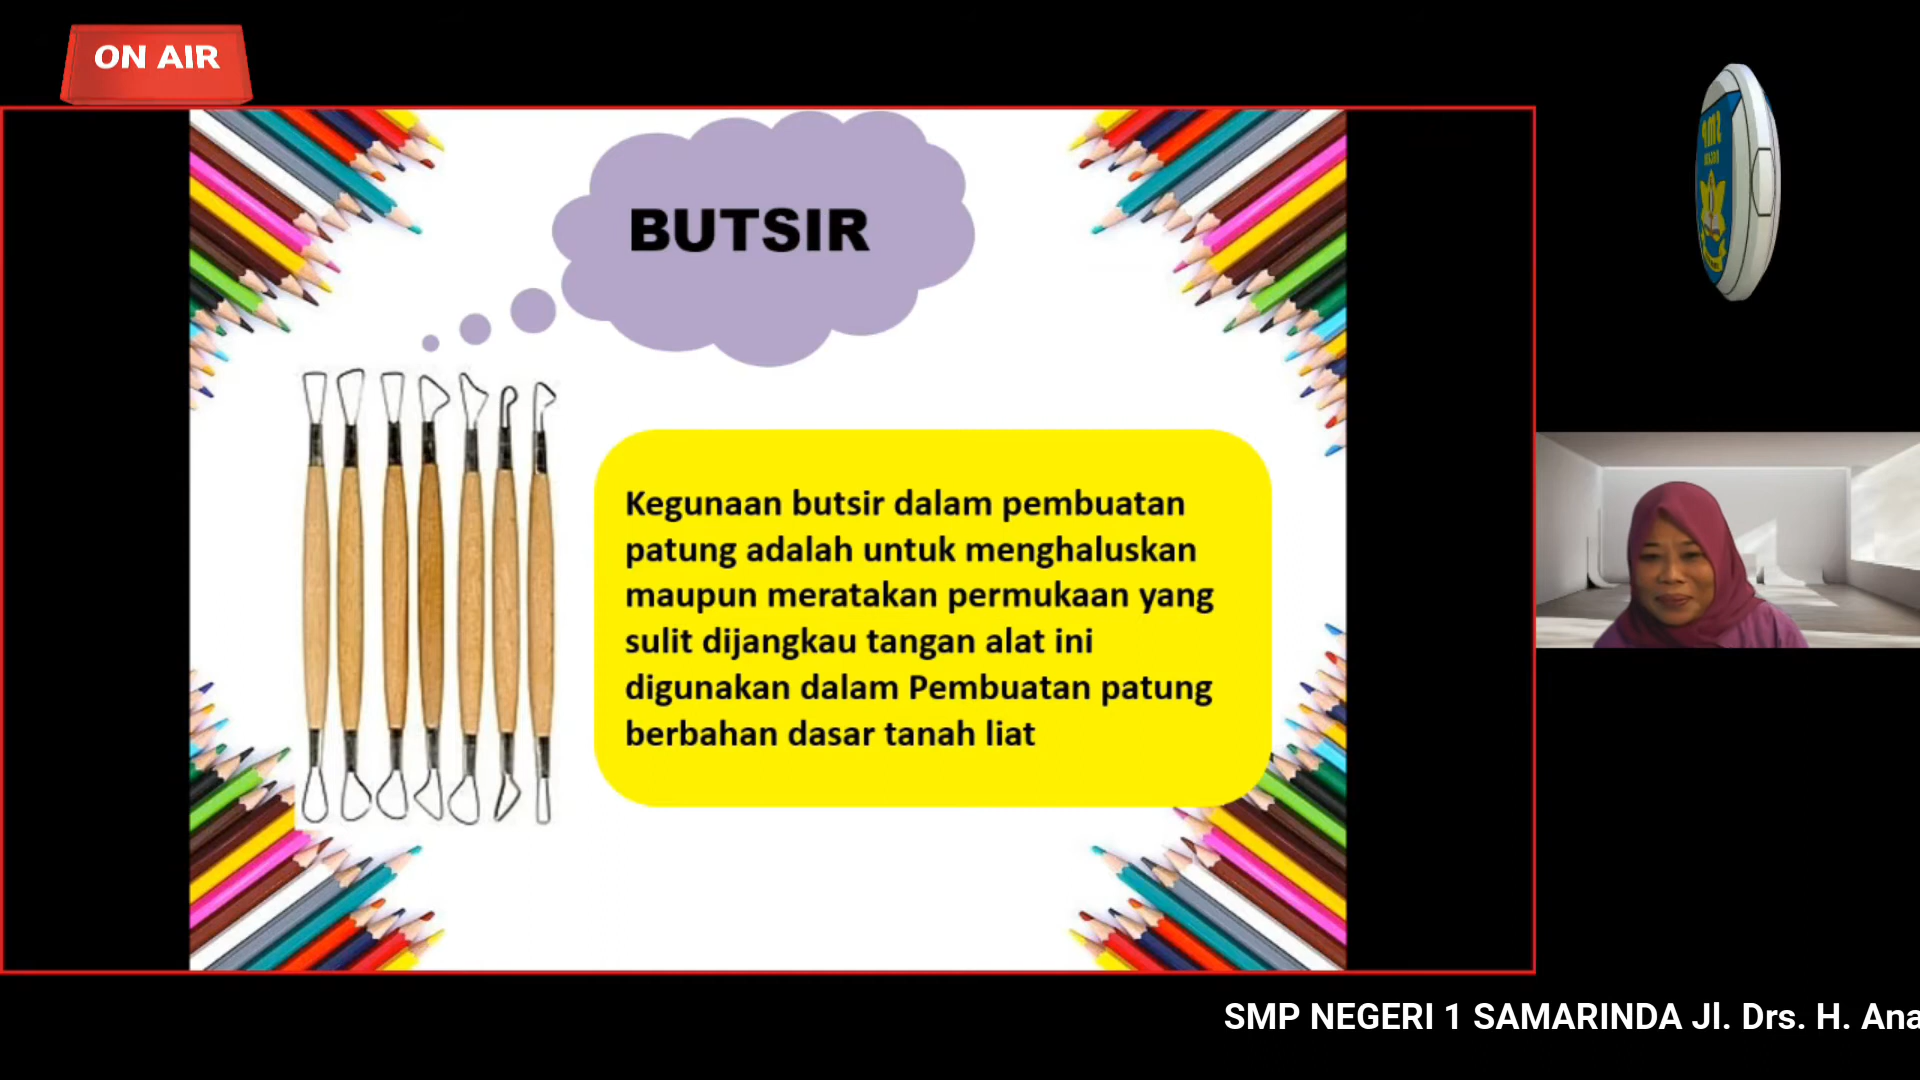 ON AIR
BUTSIR
Kegunaan butsir dalam pembuatan
patung adalah untuk menghaluskan
maupun meratakan permukaan yang
sulit dijangkau tangan alat ini
digunakan dalam Pembuatan patung
berbahan dasar tanah liat
SMP
SMP NEGERI 1 SAMARINDA Jl. Drs. H. Ana